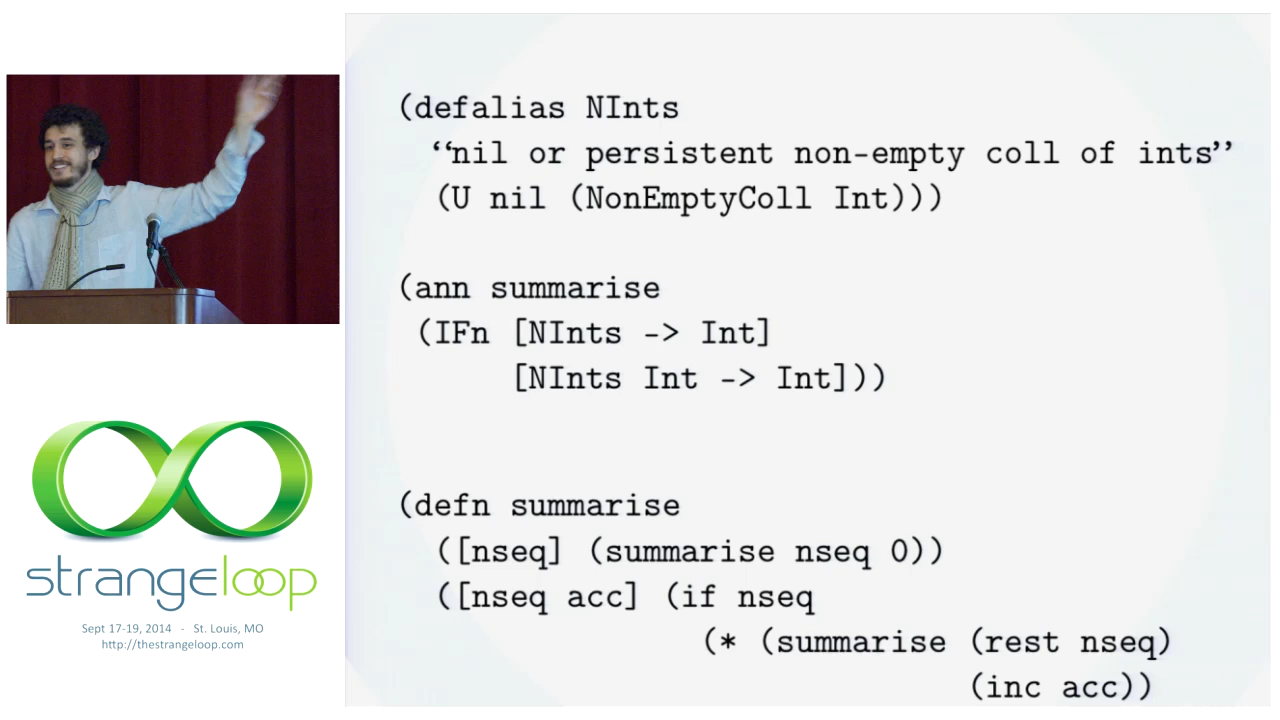 (defalias NInts
“nil or persistent non-empty coll of ints”
(U nil (NonEmptyColl Int)))
(ann summarise
(IFn [NInts -> Int]
[NInts Int -> Int]))
(defn summarise
([nseq] (summarise nseq 0))
([nseq acc] (if nseq
(* (summarise (rest nseq)
(inc acc))
strangeloop
Sept 17-19, 2014 - St. Louis, MO
http://thestrangeloop.com